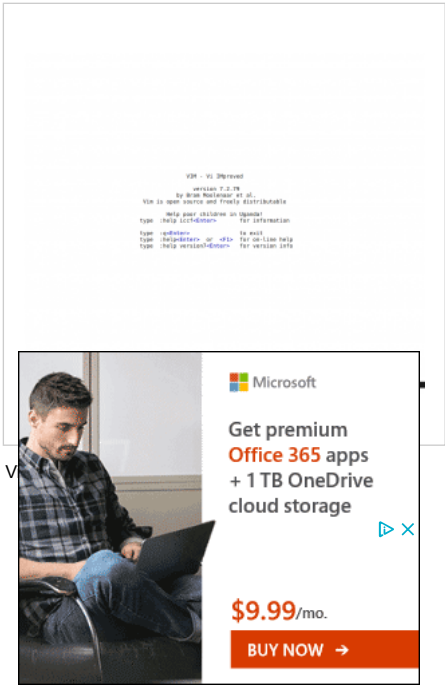 VIM - Vi IMproved
version 7.2.79
by Bram Moolenaar et al.
Vim is open source and freely distributable
Help poor children in Uganda!
type :help iccf<Enter> for information
type :q<Enter> to exit
type :help<Enter> or <F1> for on-line help
type :help version7<Enter> for version info
Microsoft
Get premium
Office 365 apps
+ 1 TB OneDrive
cloud storage
$9.99/mo.
BUY NOW →